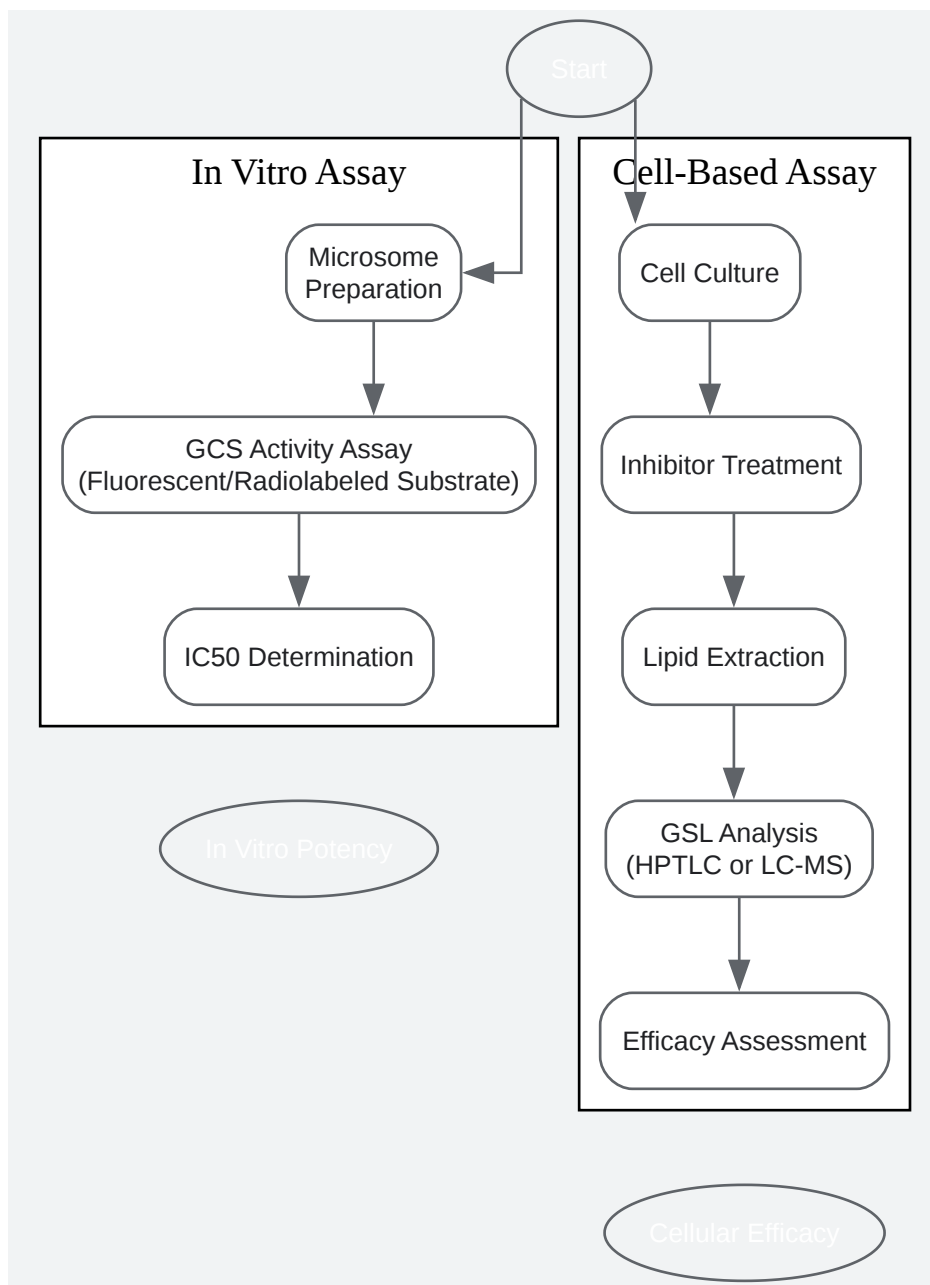 Start
In Vitro Assay
Microsome
Preparation
GCS Activity Assay
(Fluorescent/Radiolabeled Substrate)
IC50 Determination
In Vitro Potency
Cell-Based Assay
Cell Culture
Inhibitor Treatment
Lipid Extraction
GSL Analysis
(HPTLC or LC-MS)
Efficacy Assessment
Cellular Efficacy